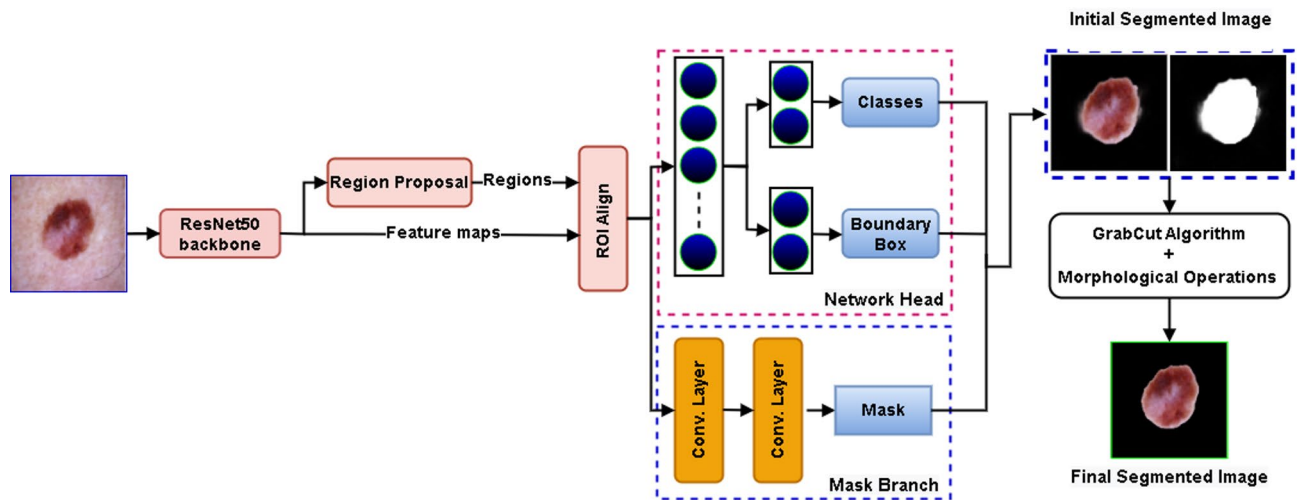 Initial Segmented Image
Classes
Region Proposal
Regions
ResNet50
backbone
Feature maps
ROI Align
Boundary
Box
Network Head
GrabCut Algorithm
+
Morphological Operations
Conv. Layer
Conv. Layer
Mask
Mask Branch
Final Segmented Image